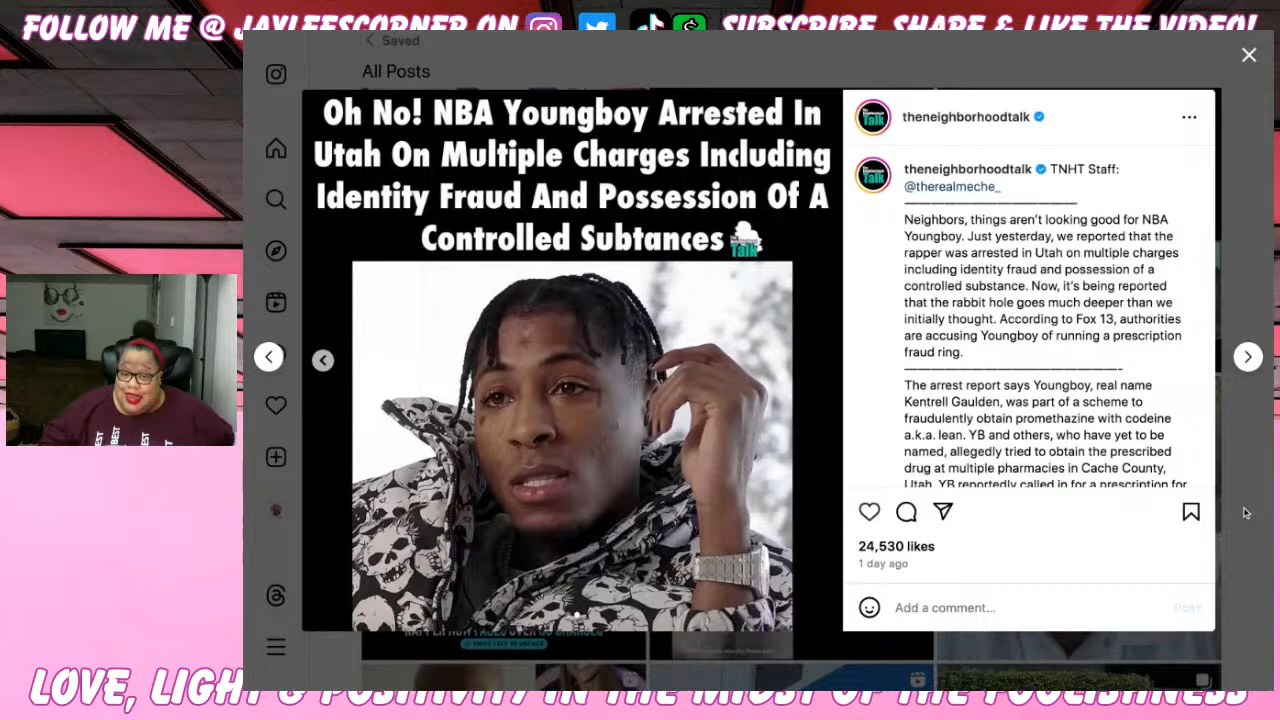 FOLLOW ME @ JAYLEESCORNER ON
SUBSCRIBE, SHARE & LIKE THE VIDEO!
Saved
All Posts
Oh No! NBA Youngboy Arrested In
Utah On Multiple Charges Including
Identity Fraud And Possession Of A
Controlled Subtances
Talk
theneighborhoodtalk
theneighborhoodtalk TNHT Staff:
@therealmeche_
Neighbors, things aren't looking good for NBA
Youngboy. Just yesterday, we reported that the
rapper was arrested in Utah on multiple charges
including identity fraud and possession of a
controlled substance. Now, it's being reported
that the rabbit hole goes much deeper than we
initially thought. According to Fox 13, authorities
are accusing Youngboy of running a prescription
fraud ring.
The arrest report says Youngboy, real name
Kentrell Gaulden, was part of a scheme to
fraudulently obtain promethazine with codeine
a.k.a. lean. YB and others, who have yet to be
named, allegedly tried to obtain the prescribed
drug at multiple pharmacies in Cache County,
Utah. YB reportedly called in for a prescription for
24,530 likes
1 day ago
Add a comment...
Post
LOVE, LIGHT & POSITIVITY IN THE MIDST OF THE FOOLISHNESS